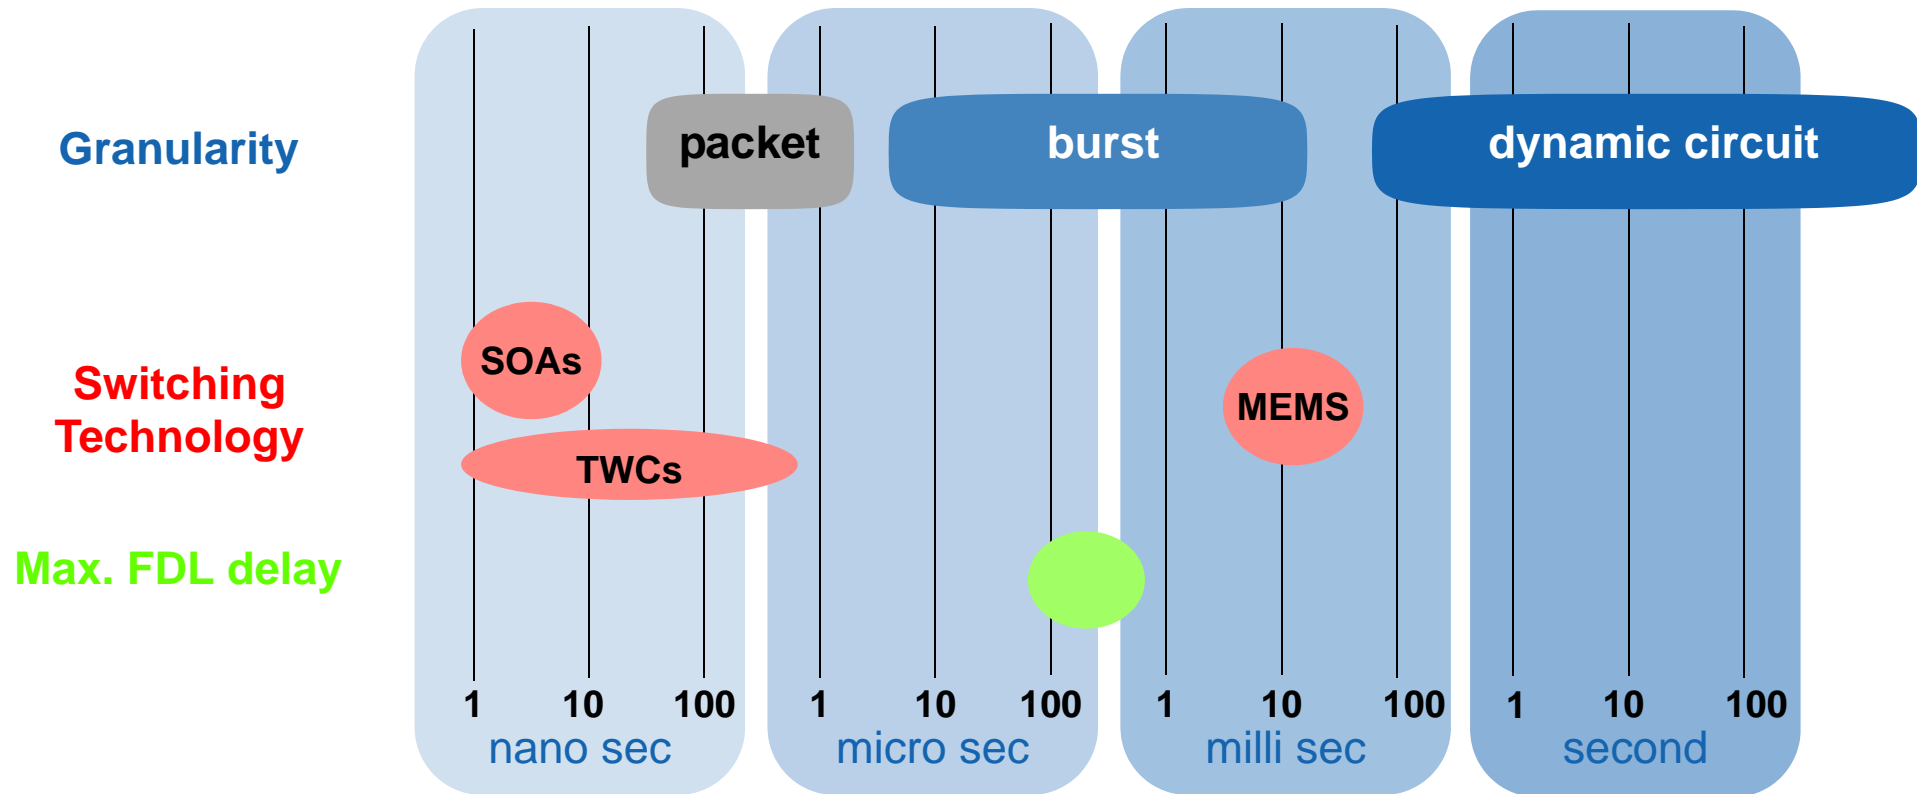 Granularity
packet
burst
dynamic circuit
SOAs
Switching
Technology
MEMS
TWCs
Max. FDL delay
1 10 100 1 10 100 1 10 100 1 10 100
nano sec micro sec milli sec second